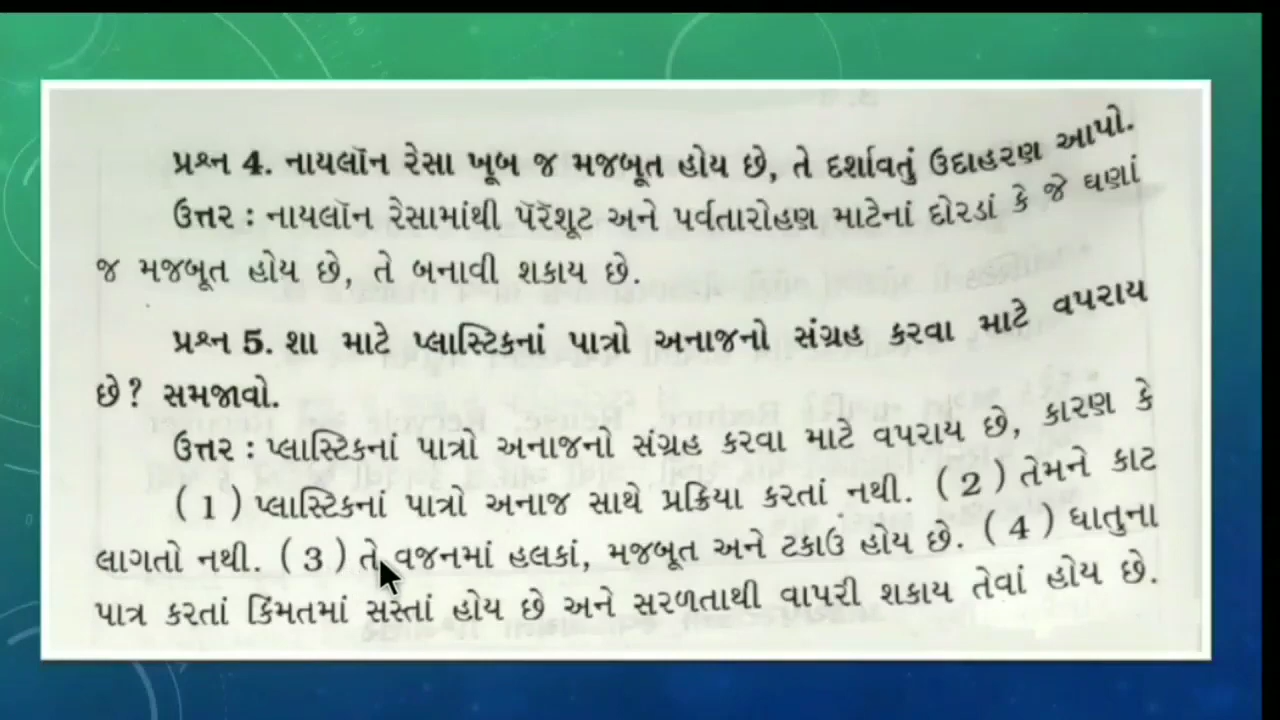 પ્રશ્ન 4. નાયલૉન રેસા ખૂબ જ મજબૂત હોય છે, તે દર્શાવતું ઉદાહરણ આપો.
ઉત્તર : નાયલૉન રેસામાંથી પૅરૅશૂટ અને પર્વતારોહણ માટેનાં દોરડાં કે જે ઘણાં
જ મજબૂત હોય છે, તે બનાવી શકાય છે.
પ્રશ્ન 5. શા માટે પ્લાસ્ટિકનાં પાત્રો અનાજનો સંગ્રહ કરવા માટે વપરાય
છે? સમજાવો.
ઉત્તર : પ્લાસ્ટિકનાં પાત્રો અનાજનો સંગ્રહ કરવા માટે વપરાય છે, કારણ કે
( 1 ) પ્લાસ્ટિકનાં પાત્રો અનાજ સાથે પ્રક્રિયા કરતાં નથી. ( 2 ) તેમને કાટ
લાગતો નથી. ( 3 ) તે વજનમાં હલકાં, મજબૂત અને ટકાઉ હોય છે. ( 4 ) ધાતુના
પાત્ર કરતાં કિંમતમાં સસ્તાં હોય છે અને સરળતાથી વાપરી શકાય તેવાં હોય છે.